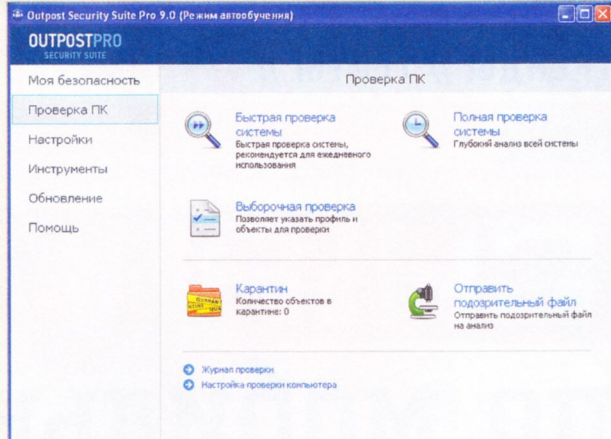 Outpost Security Suite Pro 9.0 (Режим автообучения)
OUTPOSTPRO
SECURITY SUITE
Моя безопасность
Проверка ПК
Настройки
Инструменты
Обновление
Помощь
Проверка ПК
Быстрая проверка
системы
Быстрая проверка системы,
рекомендуется для ежедневного
использования
Полная проверка
системы
Глубокий анализ всей системы
Выборочная проверка
Позволяет указать профиль и
объекты для проверки
Карантин
Количество объектов в
карантине: 0
Отправить
подозрительный файл
Отправить подозрительный файл
на анализ
Журнал проверки
Настройка проверки компьютера